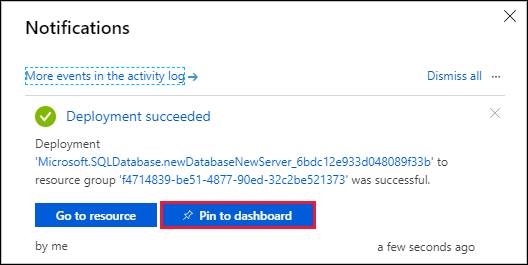 Notifications
More events in the activity log →
Dismiss all ...
Deployment succeeded
Deployment
'Microsoft.SQLDatabase.newDatabaseNewServer_6bdc12e933d048089f33b' to
resource group 'f4714839-be51-4877-90ed-32c2be521373' was successful.
Go to resource
Pin to dashboard
by me
a few seconds ago